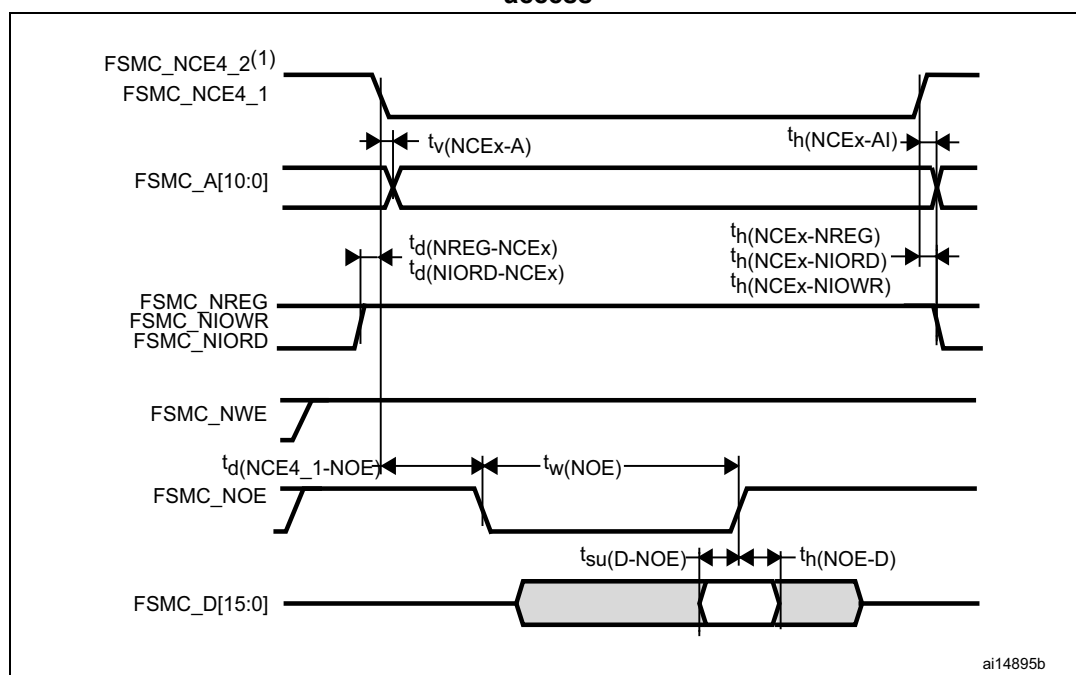 access
FSMC_NCE4_2(1)
FSMC_NCE4_1
tv(NCEx-A)
th(NCEx-AI)
FSMC_A[10:0]
td(NREG-NCEx)
td(NIORD-NCEx)
th(NCEx-NREG)
th(NCEx-NIORD)
th(NCEx-NIOWR)
FSMC_NREG
FSMC_NIOWR
FSMC_NIORD
FSMC_NWE
td(NCE4_1-NOE)
tw(NOE)
FSMC_NOE
tsu(D-NOE)
th(NOE-D)
FSMC_D[15:0]
ai14895b